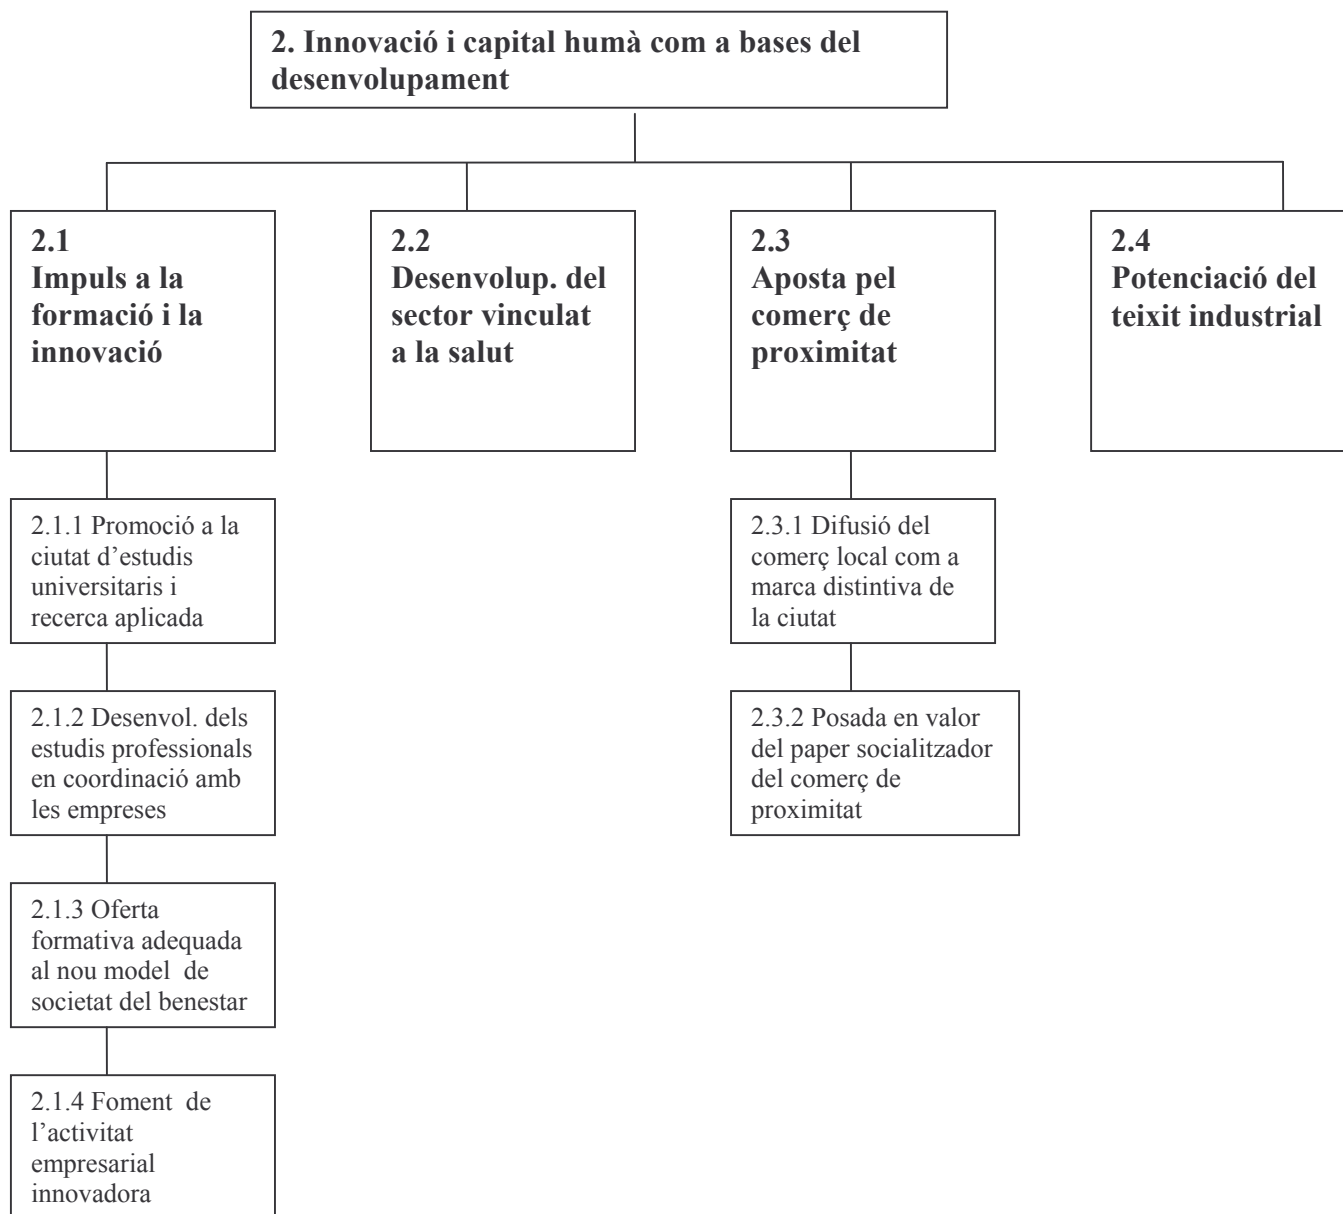 2. Innovació i capital humà com a bases del
desenvolupament
2.1
Impuls a la
formació i la
innovació
2.2
Desenvolup. del
sector vinculat
a la salut
2.3
Aposta pel
comerç de
proximitat
2.4
Potenciació del
teixit industrial
2.1.1 Promoció a la
ciutat d’estudis
universitaris i
recerca aplicada
2.3.1 Difusió del
comerç local com a
marca distintiva de
la ciutat
2.1.2 Desenvol. dels
estudis professionals
en coordinació amb
les empreses
2.3.2 Posada en valor
del paper socialitzador
del comerç de
proximitat
2.1.3 Oferta
formativa adequada
al nou model  de
societat del benestar
2.1.4 Foment  de
l’activitat
empresarial
innovadora